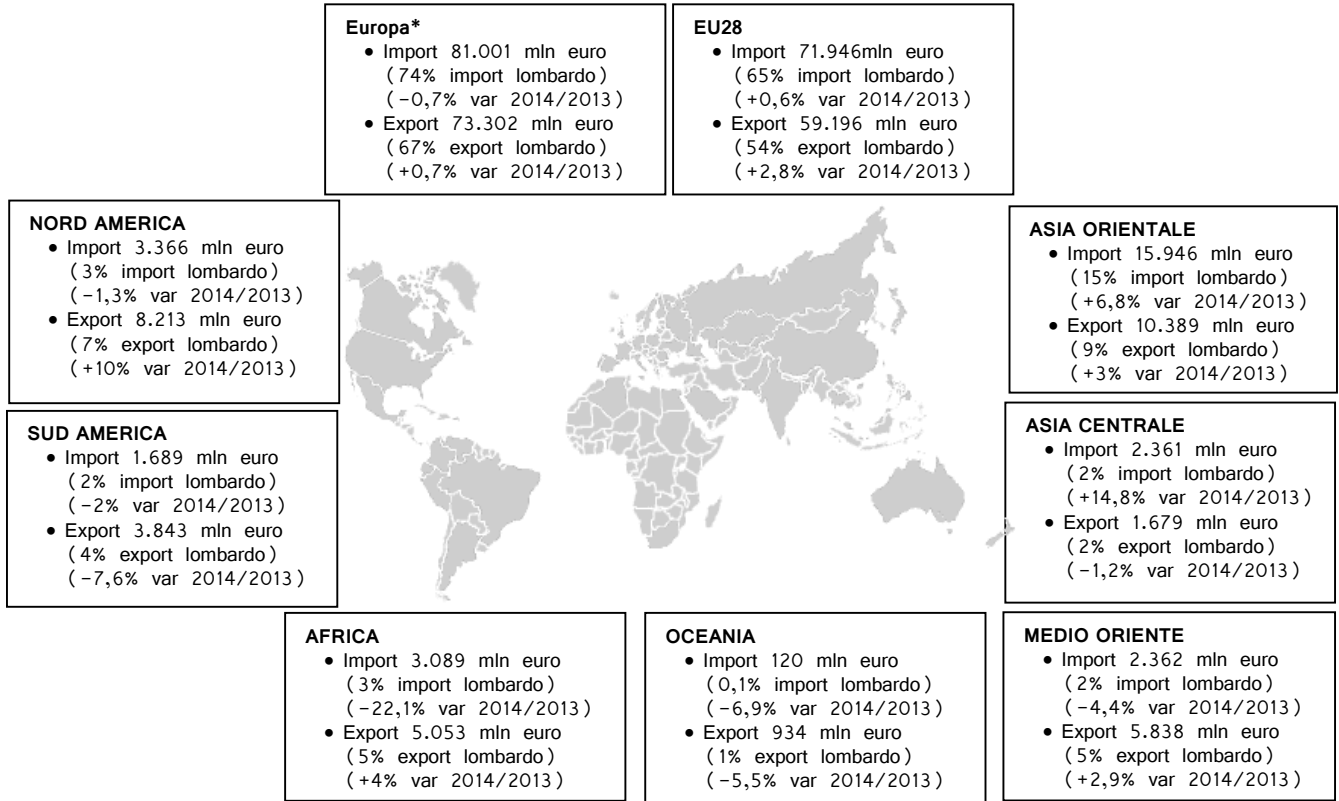 Europa*
• Import 81.001 mln euro
(74% import lombardo)
(-0,7% var 2014/2013)
• Export 73.302 mln euro
(67% export lombardo)
(+0,7% var 2014/2013)
EU28
• Import 71.946mln euro
(65% import lombardo)
(+0,6% var 2014/2013)
• Export 59.196 mln euro
(54% export lombardo)
(+2,8% var 2014/2013)
NORD AMERICA
• Import 3.366 mln euro
(3% import lombardo)
(-1,3% var 2014/2013)
• Export 8.213 mln euro
(7% export lombardo)
(+10% var 2014/2013)
ASIA ORIENTALE
• Import 15.946 mln euro
(15% import lombardo)
(+6,8% var 2014/2013)
• Export 10.389 mln euro
(9% export lombardo)
(+3% var 2014/2013)
SUD AMERICA
• Import 1.689 mln euro
(2% import lombardo)
(-2% var 2014/2013)
• Export 3.843 mln euro
(4% export lombardo)
(-7,6% var 2014/2013)
ASIA CENTRALE
• Import 2.361 mln euro
(2% import lombardo)
(+14,8% var 2014/2013)
• Export 1.679 mln euro
(2% export lombardo)
(-1,2% var 2014/2013)
AFRICA
• Import 3.089 mln euro
(3% import lombardo)
(-22,1% var 2014/2013)
• Export 5.053 mln euro
(5% export lombardo)
(+4% var 2014/2013)
OCEANIA
• Import 120 mln euro
(0,1% import lombardo)
(-6,9% var 2014/2013)
• Export 934 mln euro
(1% export lombardo)
(-5,5% var 2014/2013)
MEDIO ORIENTE
• Import 2.362 mln euro
(2% import lombardo)
(-4,4% var 2014/2013)
• Export 5.838 mln euro
(5% export lombardo)
(+2,9% var 2014/2013)